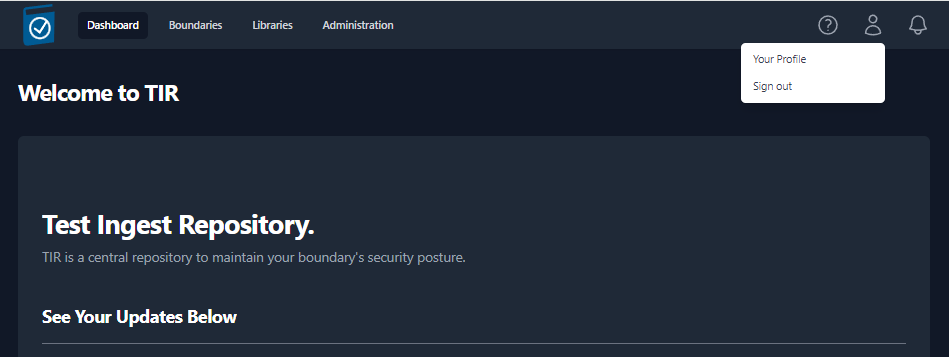 Dashboard Boundaries Libraries Administration
Your Profile
Sign out
Welcome to TIR
Test Ingest Repository.
TIR is a central repository to maintain your boundary's security posture.
See Your Updates Below